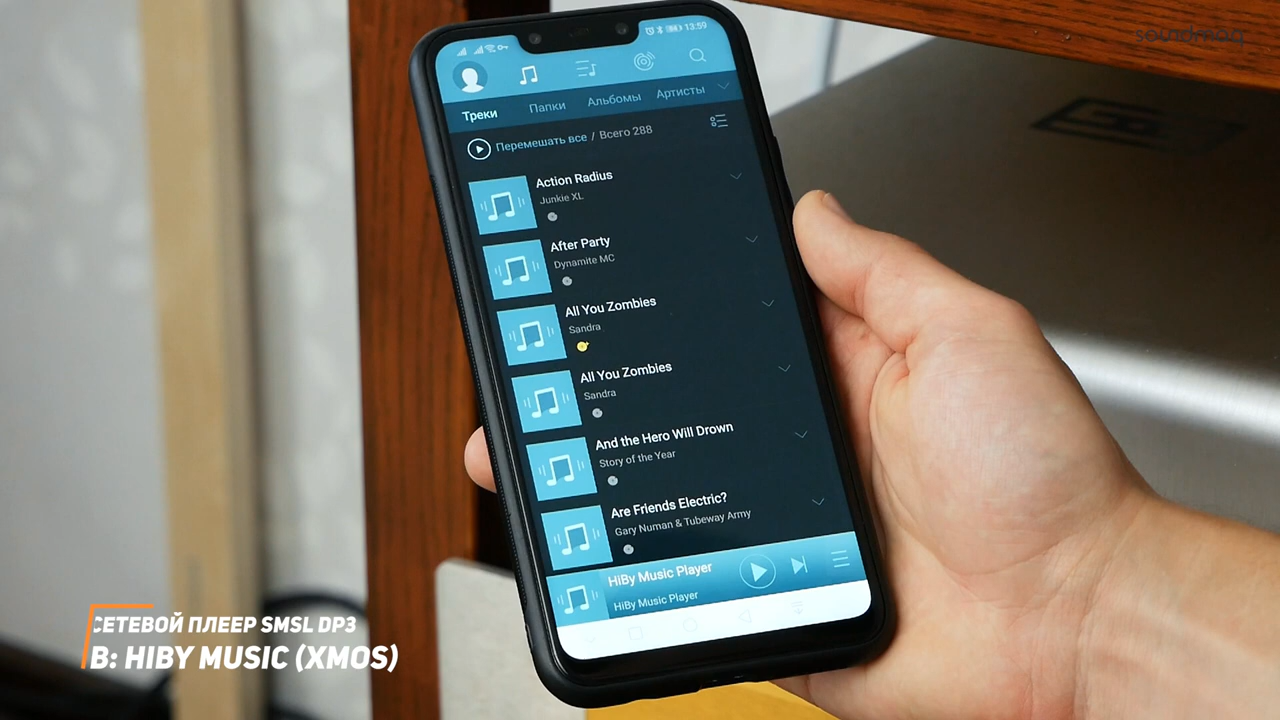 13:59
soundmag
Треки Папки Альбомы Артисты
Перемешать все / Всего 288
Action Radius
Junkie XL
After Party
Dynamite MC
All You Zombies
Sandra
All You Zombies
Sandra
And the Hero Will Drown
Story of the Year
Are Friends Electric?
Gary Numan & Tubeway Army
HiBy Music Player
HiBy Music Player
СЕТЕВОЙ ПЛЕЕР SMSL DP3
В: HIBY MUSIC (XMOS)